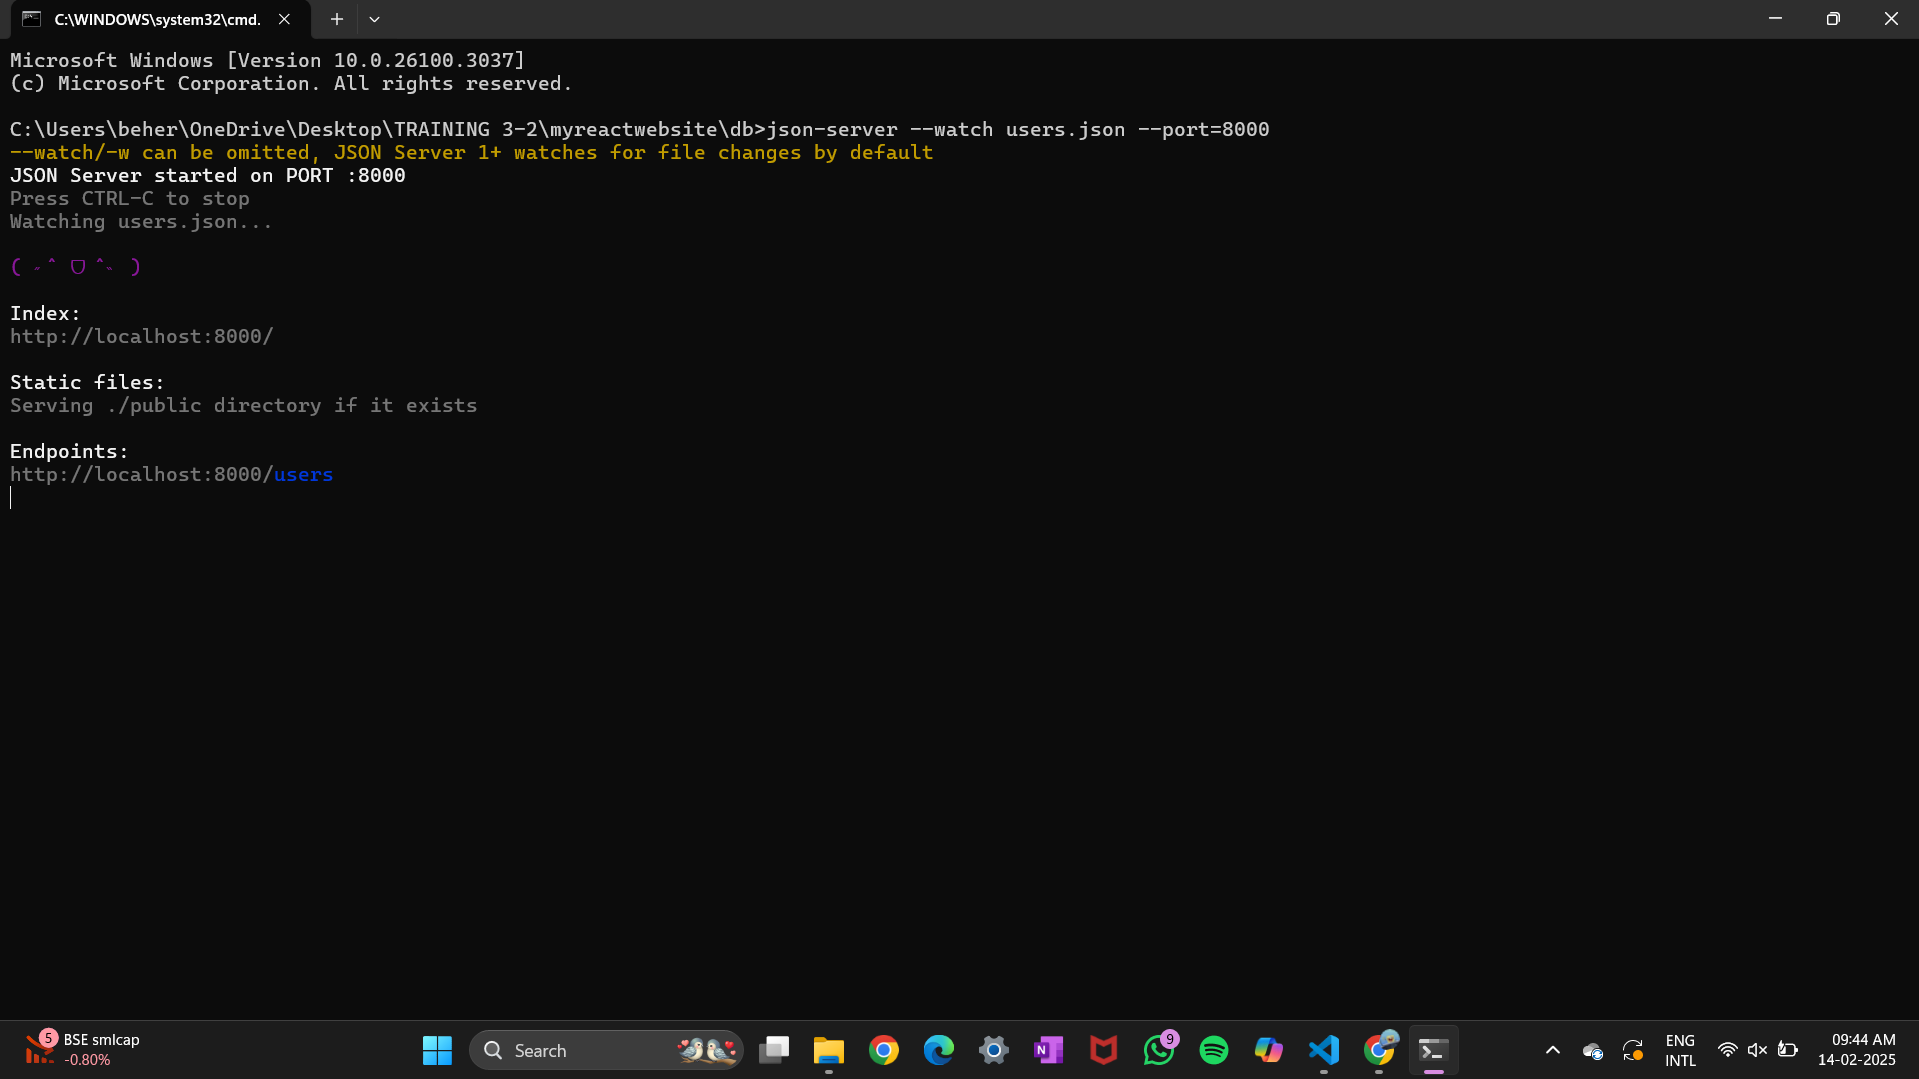 C:\WINDOWS\system32\cmd.
Microsoft Windows [Version 10.0.26100.3037]
(c) Microsoft Corporation. All rights reserved.
C:\Users\beher\OneDrive\Desktop\TRAINING 3-2\myreactwebsite\db>json-server --watch users.json --port=8000
--watch/-w can be omitted, JSON Server 1+ watches for file changes by default
JSON Server started on PORT :8000
Press CTRL-C to stop
Watching users.json...
( ˶ˆ ᗜ ˆ˵ )
Index:
http://localhost:8000/
Static files:
Serving ./public directory if it exists
Endpoints:
http://localhost:8000/users
5
BSE smlcap
-0.80%
Search
N
9
ENG
INTL
09:44 AM
14-02-2025